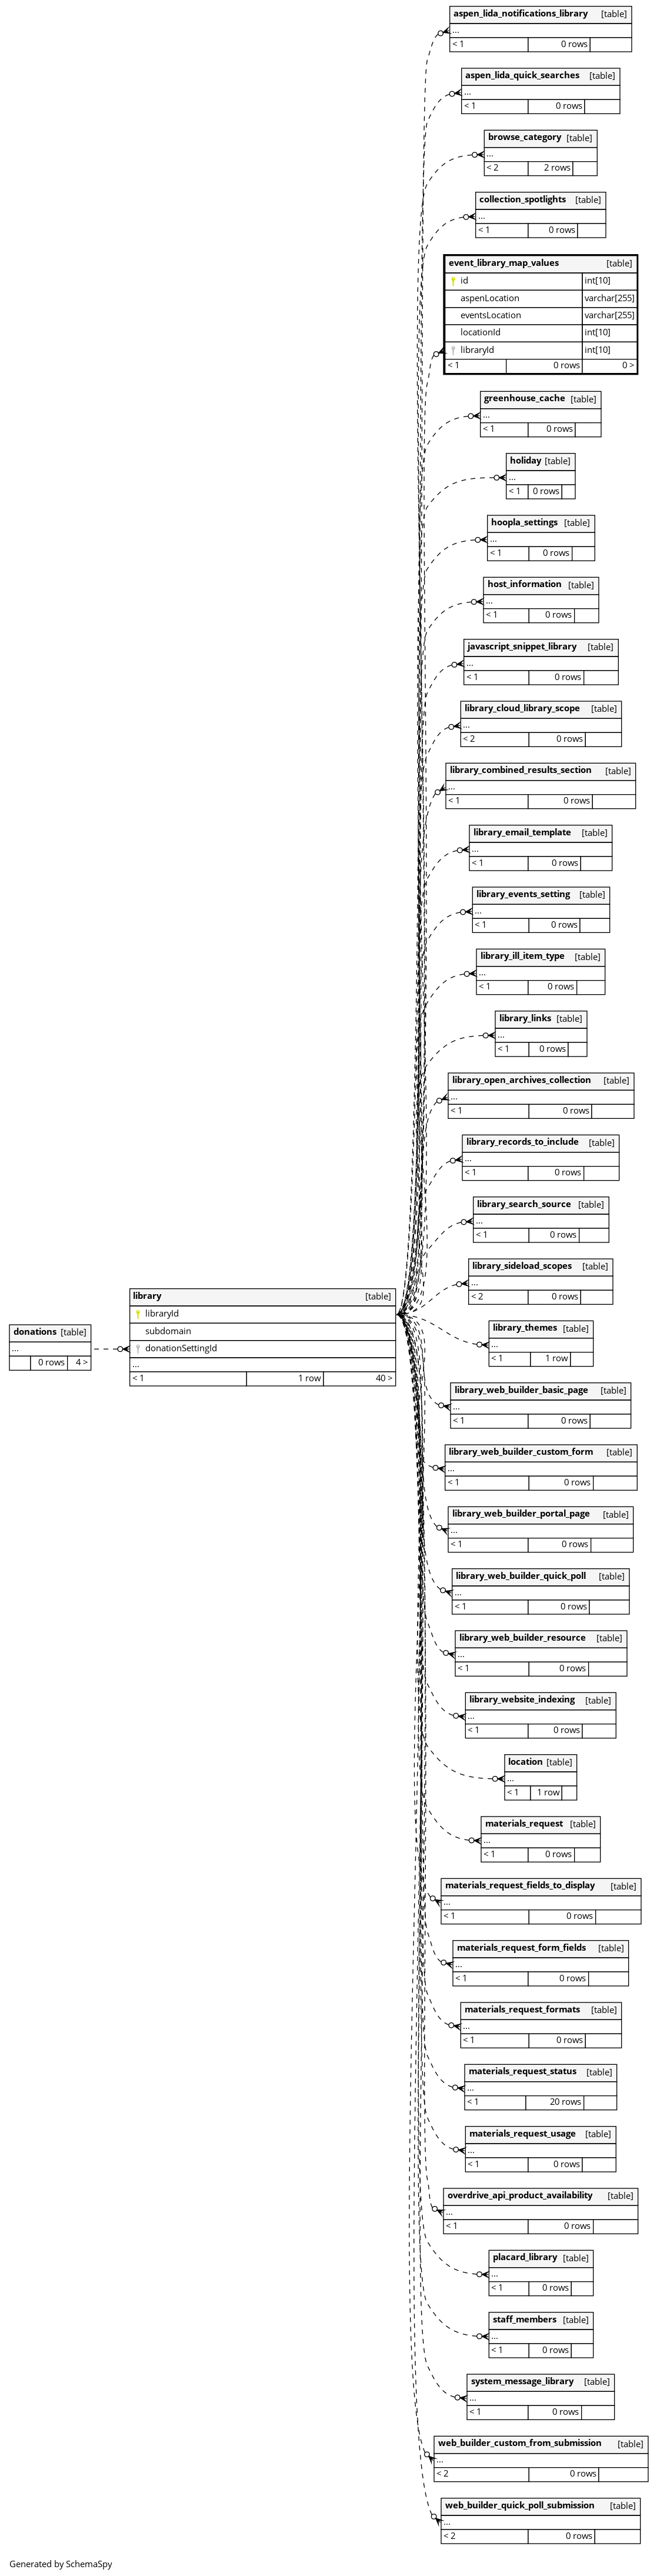 aspen_lida_notifications_library [table]
...
< 1 0 rows
aspen_lida_quick_searches [table]
...
< 1 0 rows
browse_category [table]
...
< 2 2 rows
collection_spotlights [table]
...
< 1 0 rows
event_library_map_values [table]
id int[10]
aspenLocation varchar[255]
eventsLocation varchar[255]
locationId int[10]
libraryId int[10]
< 1 0 rows 0 >
greenhouse_cache [table]
...
< 1 0 rows
holiday [table]
...
< 1 0 rows
hoopla_settings [table]
...
< 1 0 rows
host_information [table]
...
< 1 0 rows
javascript_snippet_library [table]
...
< 1 0 rows
library_cloud_library_scope [table]
...
< 2 0 rows
library_combined_results_section [table]
...
< 1 0 rows
library_email_template [table]
...
< 1 0 rows
library_events_setting [table]
...
< 1 0 rows
library_ill_item_type [table]
...
< 1 0 rows
library_links [table]
...
< 1 0 rows
library_open_archives_collection [table]
...
< 1 0 rows
library_records_to_include [table]
...
< 1 0 rows
library_search_source [table]
...
< 1 0 rows
library_sideload_scopes [table]
...
< 2 0 rows
donations [table]
...
0 rows 4 >
library [table]
libraryId
subdomain
donationSettingId
...
< 1 1 row 40 >
library_themes [table]
...
< 1 1 row
library_web_builder_basic_page [table]
...
< 1 0 rows
library_web_builder_custom_form [table]
...
< 1 0 rows
library_web_builder_portal_page [table]
...
< 1 0 rows
library_web_builder_quick_poll [table]
...
< 1 0 rows
library_web_builder_resource [table]
...
< 1 0 rows
library_website_indexing [table]
...
< 1 0 rows
location [table]
...
< 1 1 row
materials_request [table]
...
< 1 0 rows
materials_request_fields_to_display [table]
...
< 1 0 rows
materials_request_form_fields [table]
...
< 1 0 rows
materials_request_formats [table]
...
< 1 0 rows
materials_request_status [table]
...
< 1 20 rows
materials_request_usage [table]
...
< 1 0 rows
overdrive_api_product_availability [table]
...
< 1 0 rows
placard_library [table]
...
< 1 0 rows
staff_members [table]
...
< 1 0 rows
system_message_library [table]
...
< 1 0 rows
web_builder_custom_from_submission [table]
...
< 2 0 rows
web_builder_quick_poll_submission [table]
...
< 2 0 rows
Generated by SchemaSpy